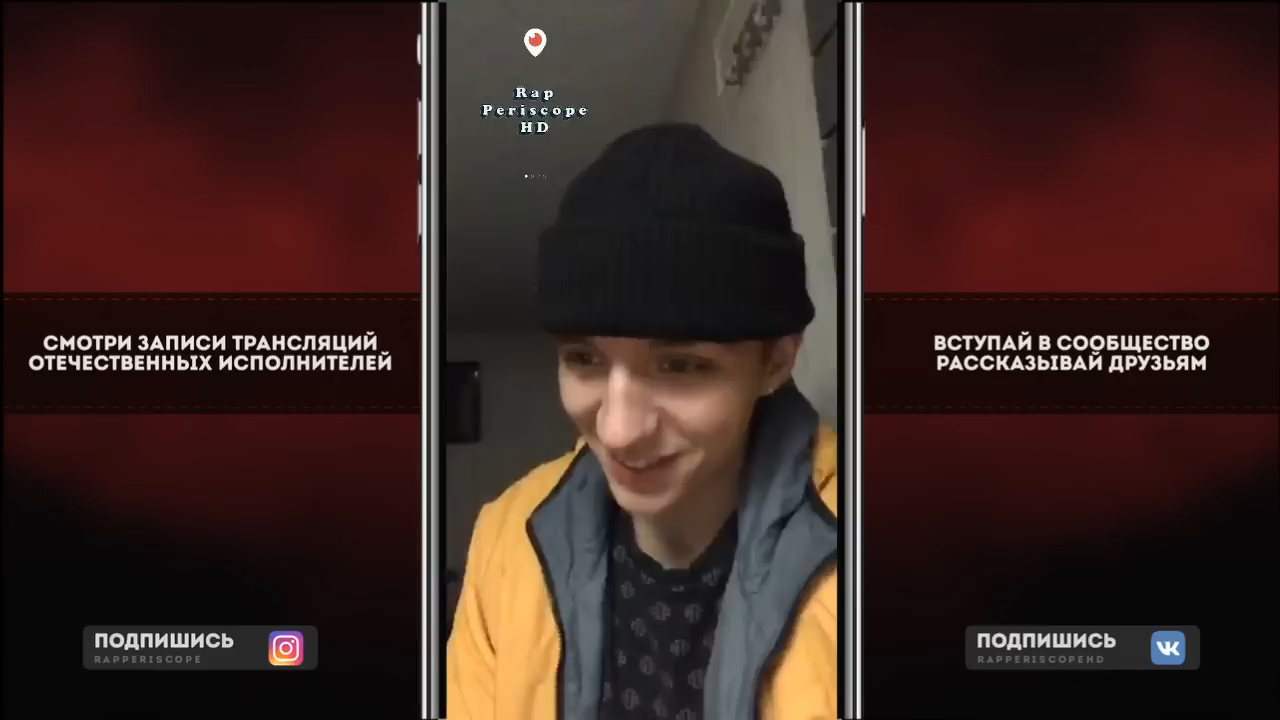 Rap
Periscope
HD
СМОТРИ ЗАПИСИ ТРАНСЛЯЦИЙ
ОТЕЧЕСТВЕННЫХ ИСПОЛНИТЕЛЕЙ
ВСТУПАЙ В СООБЩЕСТВО
РАССКАЗЫВАЙ ДРУЗЬЯМ
ПОДПИШИСЬ
RAPPERISCOPE
ПОДПИШИСЬ
RAPPERISCOPEHD